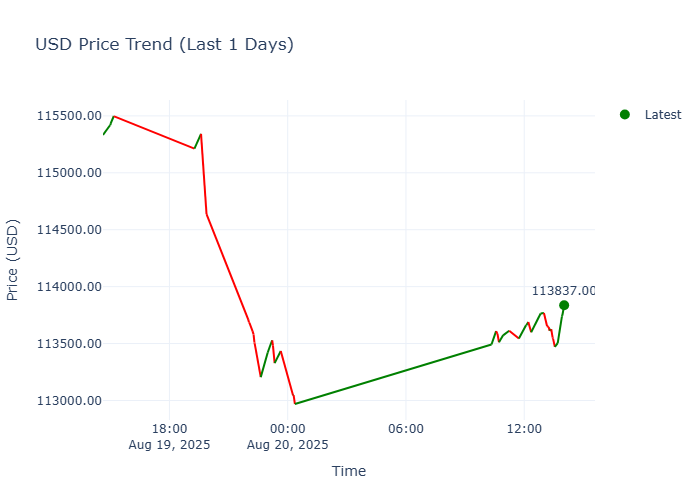 USD Price Trend (Last 1 Days)
Latest
115500.00
115000.00
114500.00
114000.00
113500.00
113000.00
Price (USD)
113837.00
18:00
Aug 19, 2025
00:00
Aug 20, 2025
06:00
12:00
Time